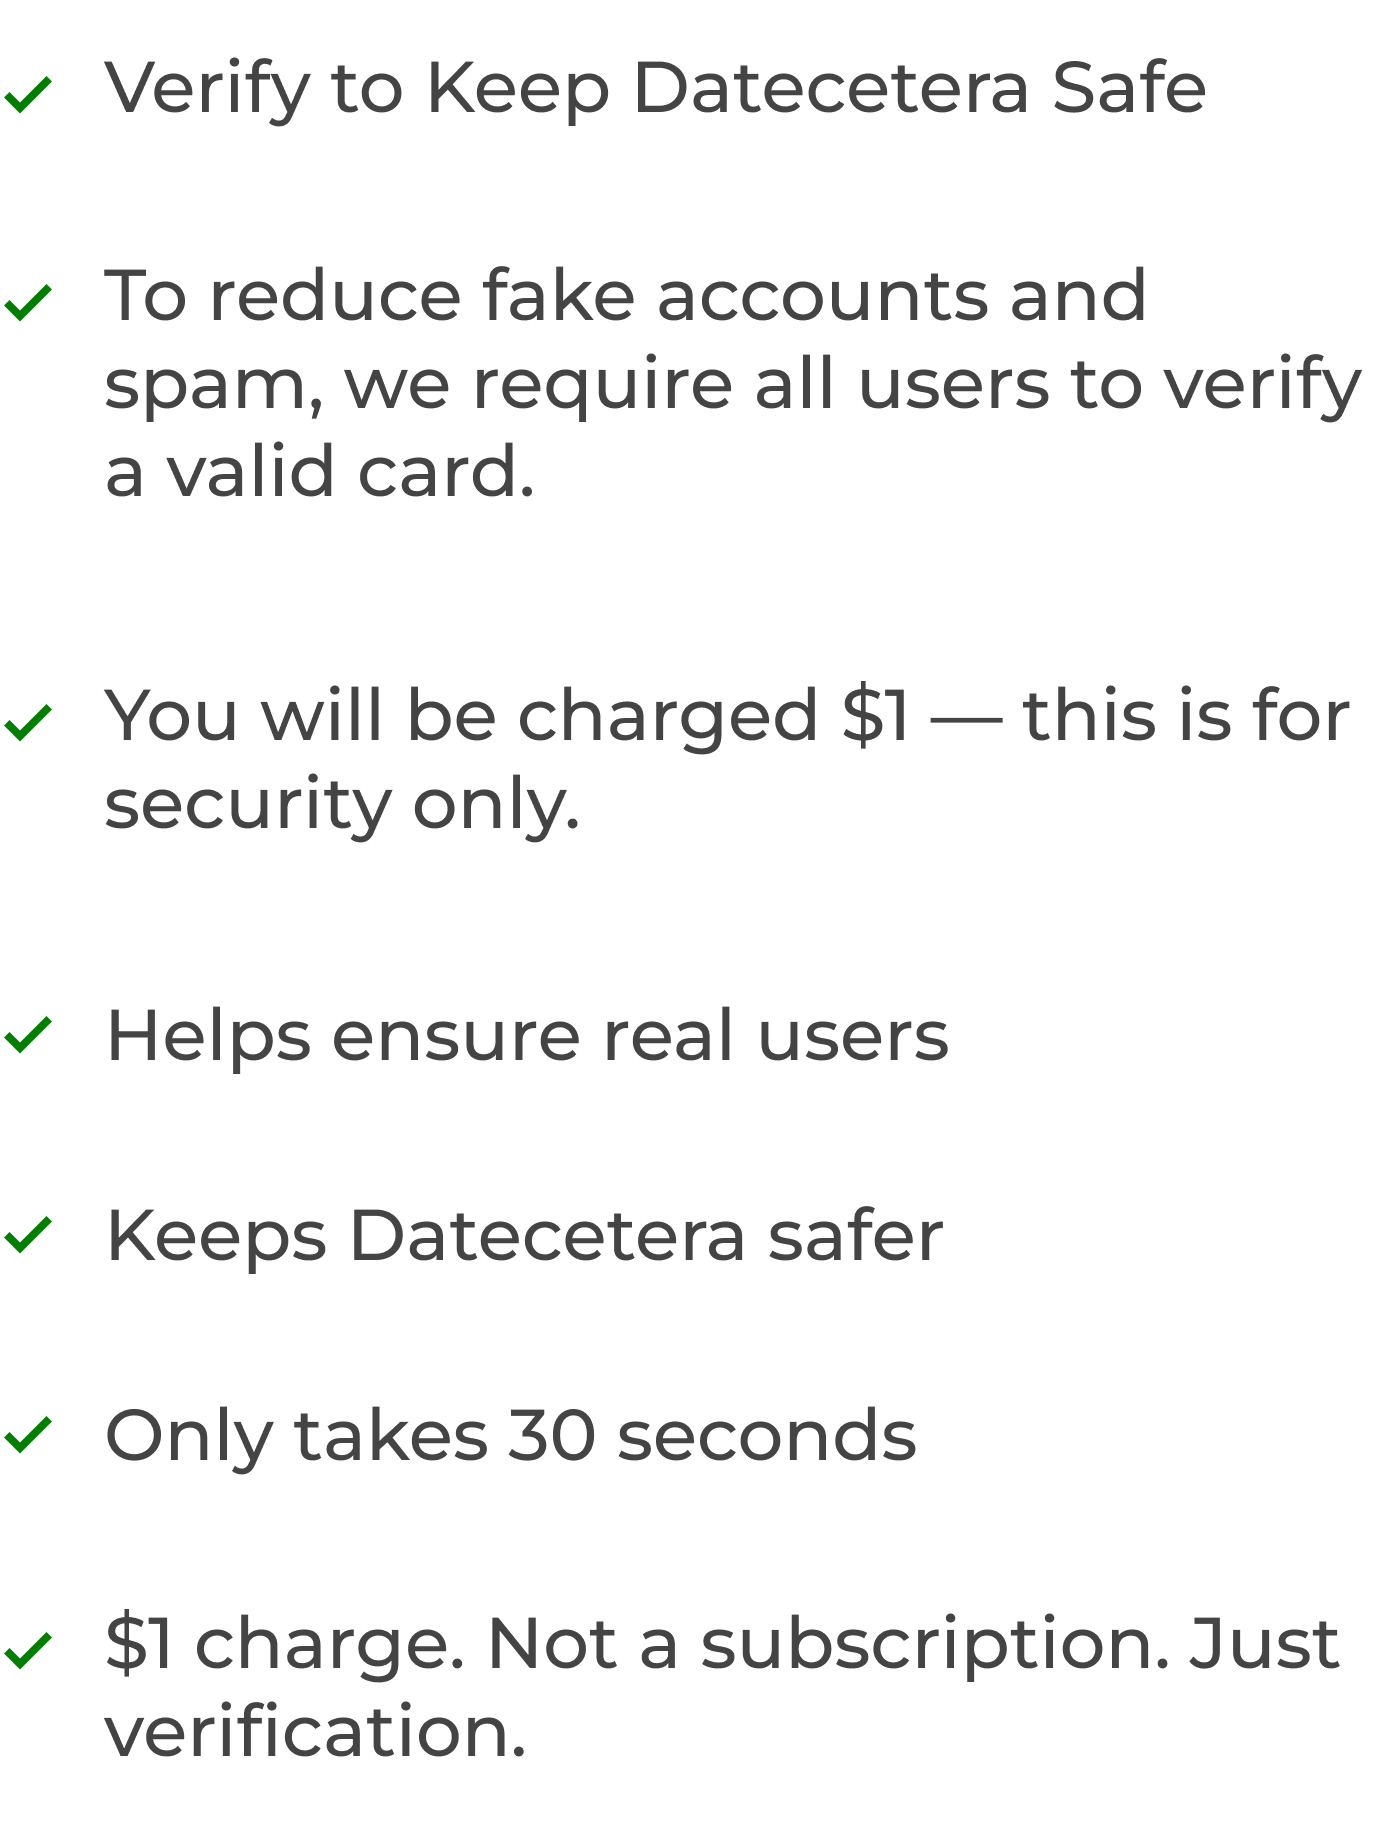 Verify to Keep Datecetera Safe
To reduce fake accounts and
spam, we require all users to verify
a valid card.
You will be charged $1 — this is for
security only.
Helps ensure real users
Keeps Datecetera safer
Only takes 30 seconds
$1 charge. Not a subscription. Just
verification.